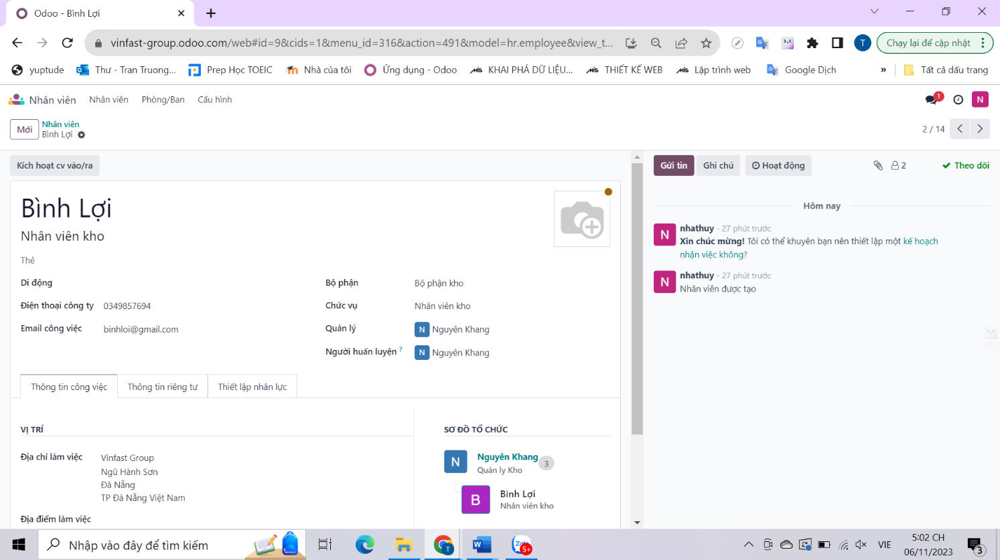 Odoo - Bình Lợi
vinfast-group.odoo.com/web#id=9&cids=1&menu_id=316&action=491&model=hr.employee&view_t...
T
Chạy lại để cập nhật
yuptude
Thư - Tran Truong...
Prep Học TOEIC
Nhà của tôi
Ứng dụng - Odoo
KHAI PHÁ DỮ LIỆU...
THIẾT KẾ WEB
Lập trình web
Google Dịch
»
Tất cả dấu trang
Nhân viên
Nhân viên
Phòng/Ban
Cấu hình
1
N
Mới
Nhân viên
Bình Lợi
2 / 14
Kích hoạt cv vào/ra
Gửi tin
Ghi chú
Hoạt động
2
Theo dõi
Bình Lợi
Nhân viên kho
Thẻ
Di động
Điện thoại công ty 0349857694
Email công việc binhloi@gmail.com
Bộ phận Bộ phận kho
Chức vụ Nhân viên kho
Quản lý N Nguyên Khang
Người huấn luyện ? N Nguyên Khang
Hôm nay
N
nhathuy - 27 phút trước
Xin chúc mừng! Tôi có thể khuyên bạn nên thiết lập một kế hoạch
nhận việc không?
N
nhathuy - 27 phút trước
Nhân viên được tạo
Thông tin công việc
Thông tin riêng tư
Thiết lập nhân lực
VỊ TRÍ
Địa chỉ làm việc Vinfast Group
Ngũ Hành Sơn
Đà Nẵng
TP Đà Nẵng Việt Nam
Địa điểm làm việc
SƠ ĐỒ TỔ CHỨC
N
Nguyên Khang
3
Quản ly Kho
B
Bình Lợi
Nhân viên kho
Nhập vào đây để tìm kiếm
T
W
Zalo
5+
VIE
5:02 CH
06/11/2023
3